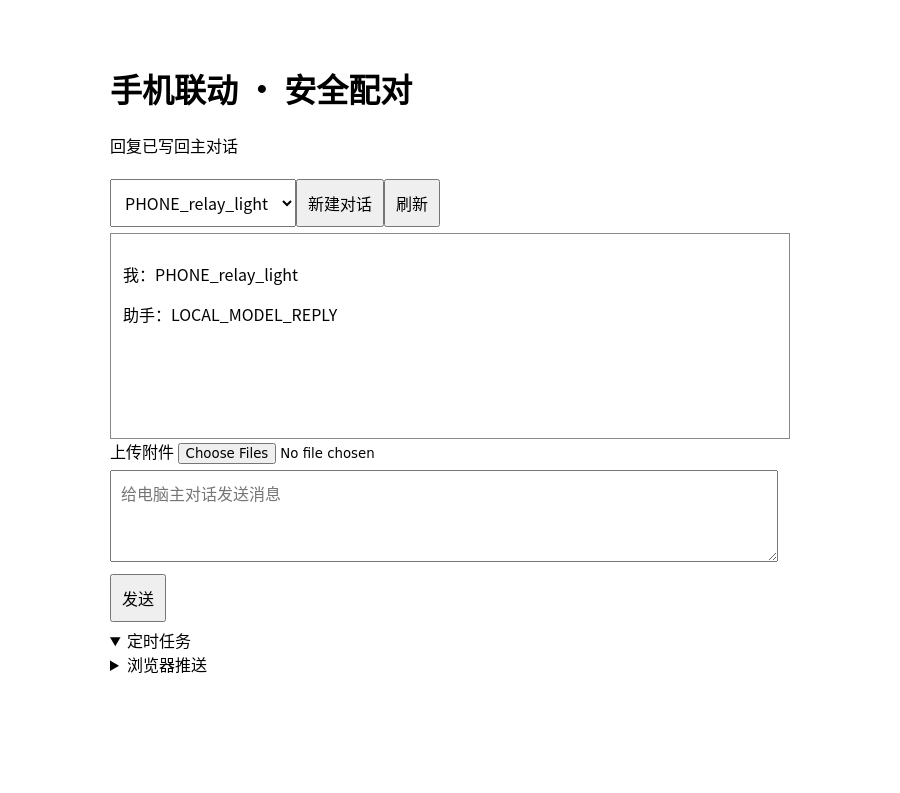 手机联动 · 安全配对
回复已写回主对话
PHONE_relay_light 新建对话 刷新
我：PHONE_relay_light
助手：LOCAL_MODEL_REPLY
上传附件 Choose Files No file chosen
给电脑主对话发送消息
发送
▼ 定时任务
▶ 浏览器推送